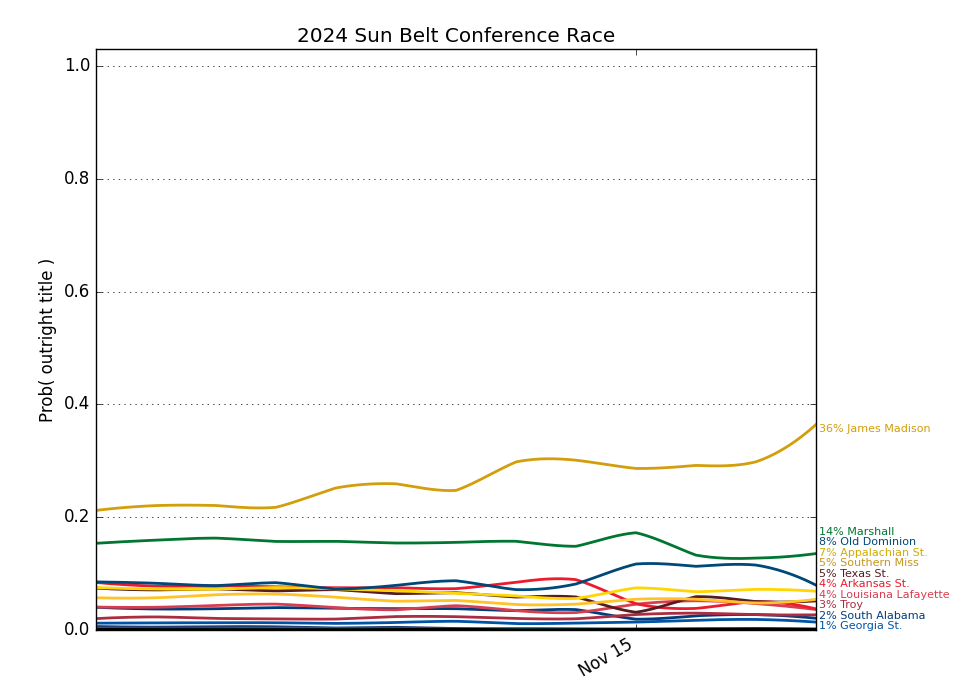 2024 Sun Belt Conference Race
1.0
0.8
0.6
0.4
0.2
0.0
Prob( outright title )
Nov 15
36% James Madison
14% Marshall
8% Old Dominion
7% Appalachian St.
5% Southern Miss
5% Texas St.
4% Arkansas St.
4% Louisiana Lafayette
3% Troy
2% South Alabama
1% Georgia St.